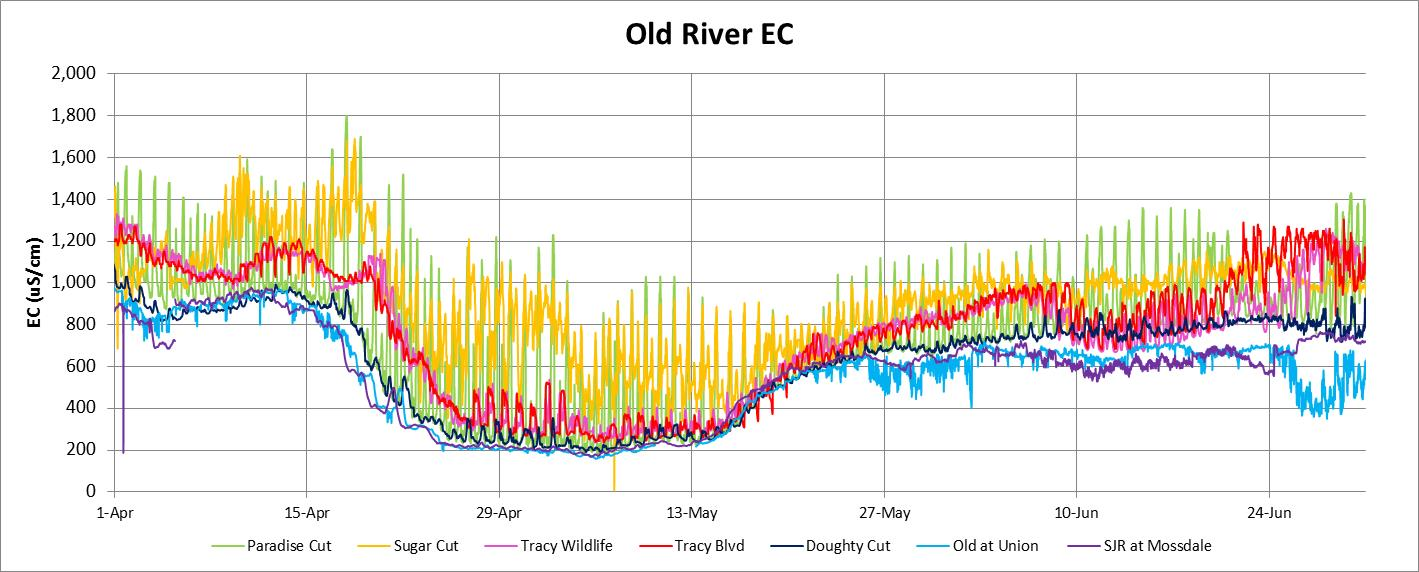 Old River EC
2,000
1,800
1,600
1,400
1,200
1,000
800
600
400
200
0
EC (uS/cm)
1-Apr 15-Apr 29-Apr 13-May 27-May 10-Jun 24-Jun
Paradise Cut Sugar Cut Tracy Wildlife Tracy Blvd Doughty Cut Old at Union SJR at Mossdale